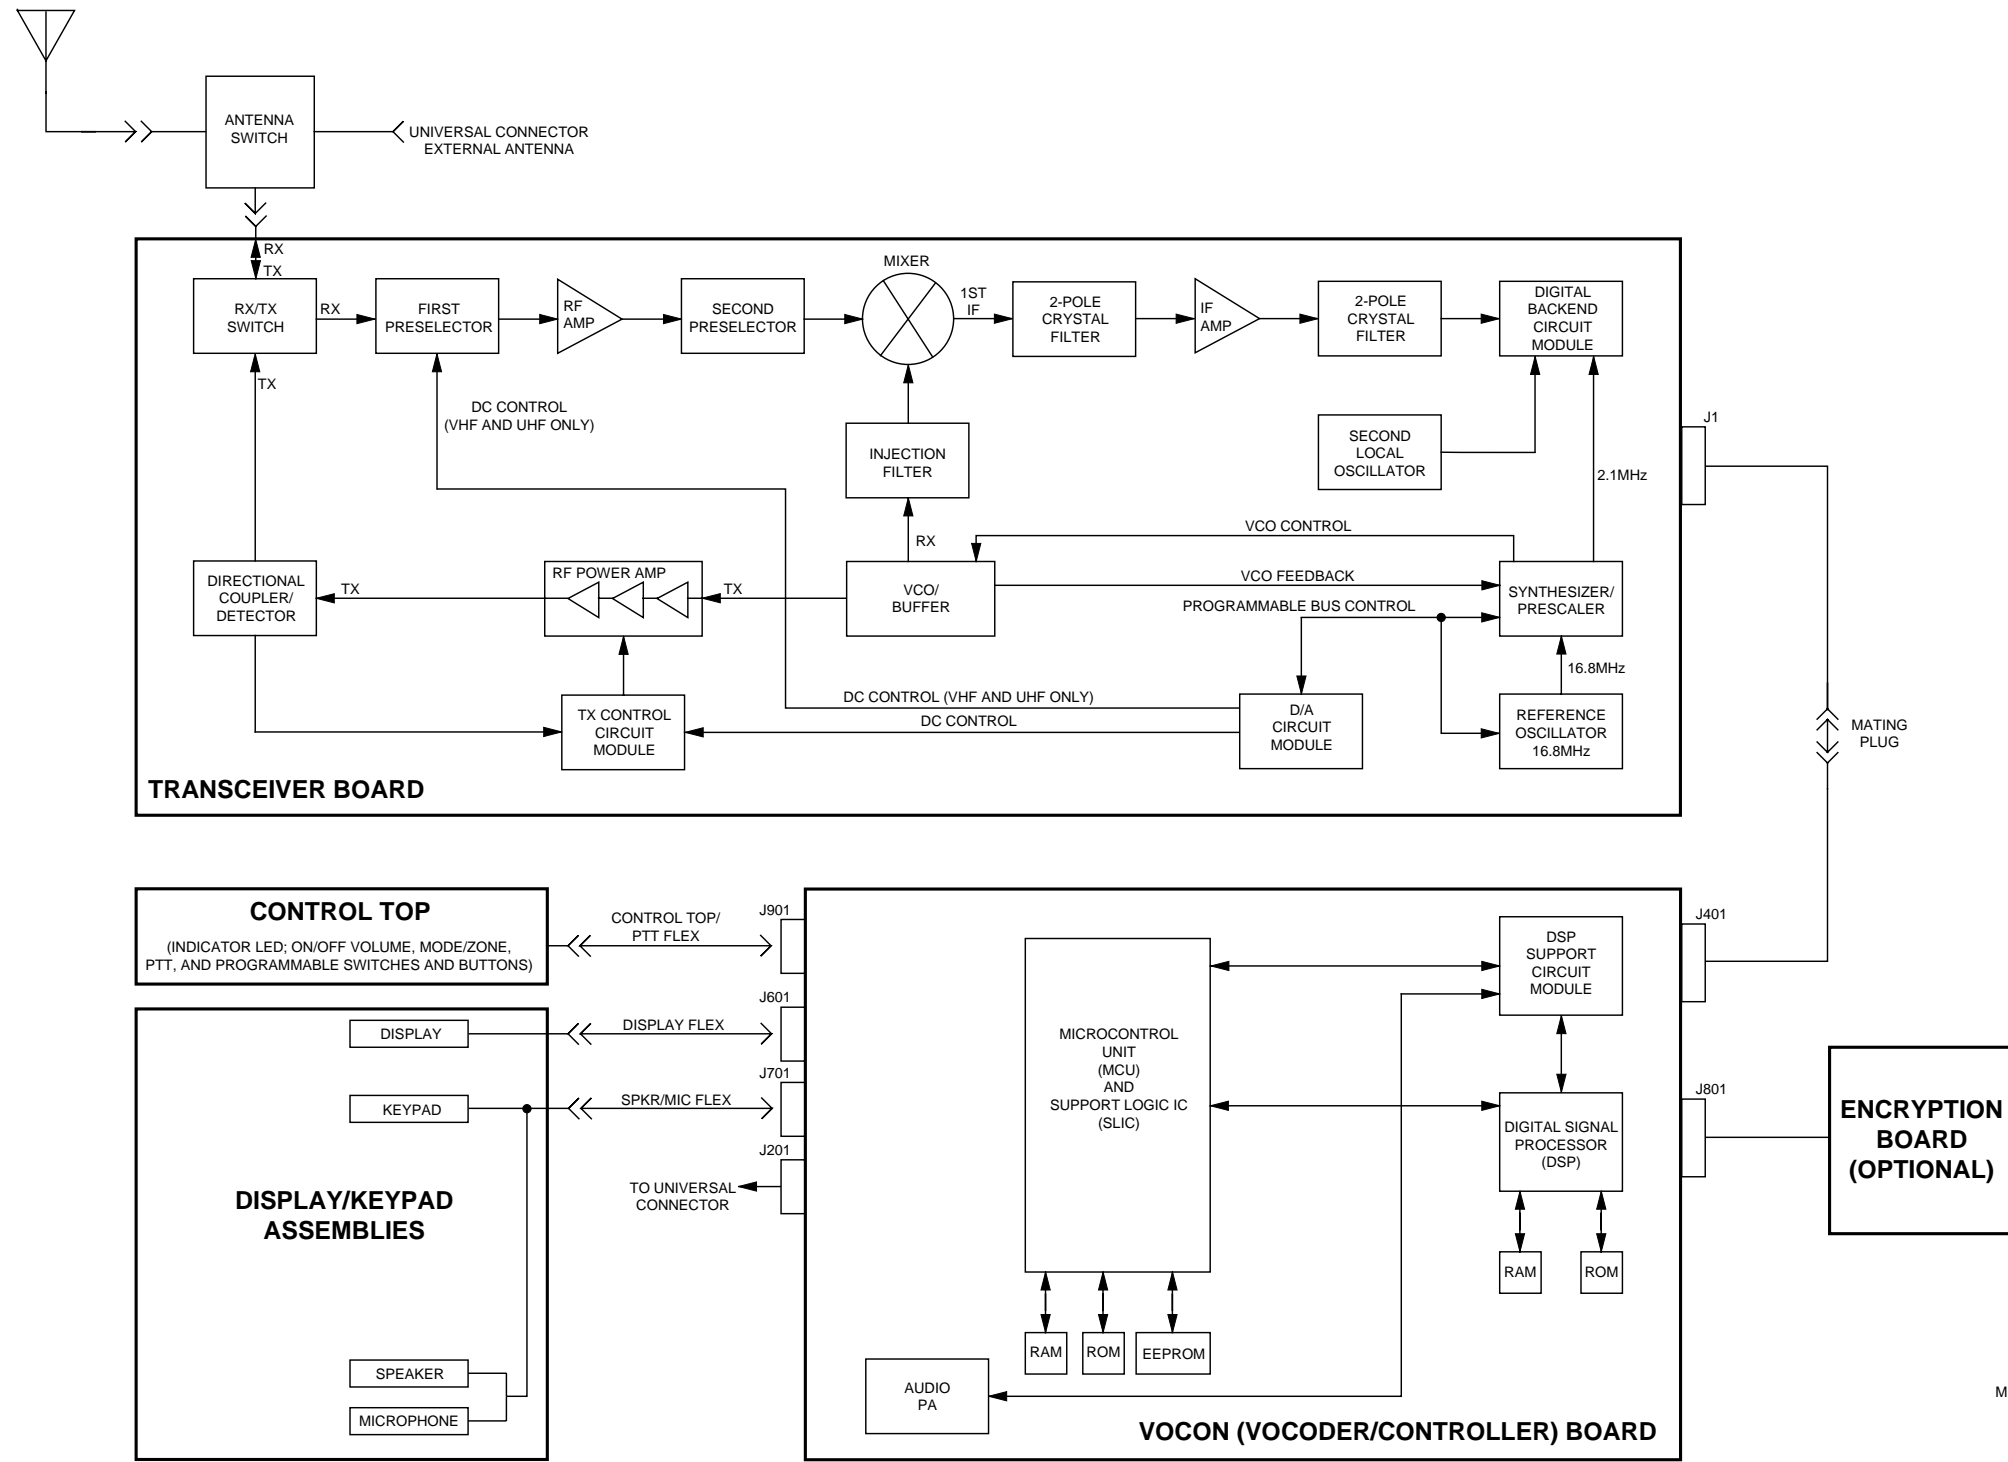 ANTENNA
SWITCH
UNIVERSAL CONNECTOR
EXTERNAL ANTENNA
RX
TX
RX/TX
SWITCH
RX
FIRST
PRESELECTOR
RF
AMP
SECOND
PRESELECTOR
MIXER
1ST
IF
2-POLE
CRYSTAL
FILTER
IF
AMP
2-POLE
CRYSTAL
FILTER
DIGITAL
BACKEND
CIRCUIT
MODULE
TX
DC CONTROL
(VHF AND UHF ONLY)
INJECTION
FILTER
SECOND
LOCAL
OSCILLATOR
2.1MHz
J1
RX
VCO CONTROL
DIRECTIONAL
COUPLER/
DETECTOR
TX
RF POWER AMP
TX
VCO/
BUFFER
VCO FEEDBACK
PROGRAMMABLE BUS CONTROL
SYNTHESIZER/
PRESCALER
16.8MHz
TX CONTROL
CIRCUIT
MODULE
DC CONTROL (VHF AND UHF ONLY)
DC CONTROL
D/A
CIRCUIT
MODULE
REFERENCE
OSCILLATOR
16.8MHz
MATING
PLUG
TRANSCEIVER BOARD
CONTROL TOP
(INDICATOR LED; ON/OFF VOLUME, MODE/ZONE,
PTT, AND PROGRAMMABLE SWITCHES AND BUTTONS)
CONTROL TOP/
PTT FLEX
J901
DISPLAY
DISPLAY FLEX
J601
KEYPAD
SPKR/MIC FLEX
J701
J201
TO UNIVERSAL
CONNECTOR
DISPLAY/KEYPAD
ASSEMBLIES
SPEAKER
MICROPHONE
MICROCONTROL
UNIT
(MCU)
AND
SUPPORT LOGIC IC
(SLIC)
DSP
SUPPORT
CIRCUIT
MODULE
J401
DIGITAL SIGNAL
PROCESSOR
(DSP)
J801
ENCRYPTION
BOARD
(OPTIONAL)
RAM
ROM
RAM
ROM
EEPROM
AUDIO
PA
VOCON (VOCODER/CONTROLLER) BOARD
M